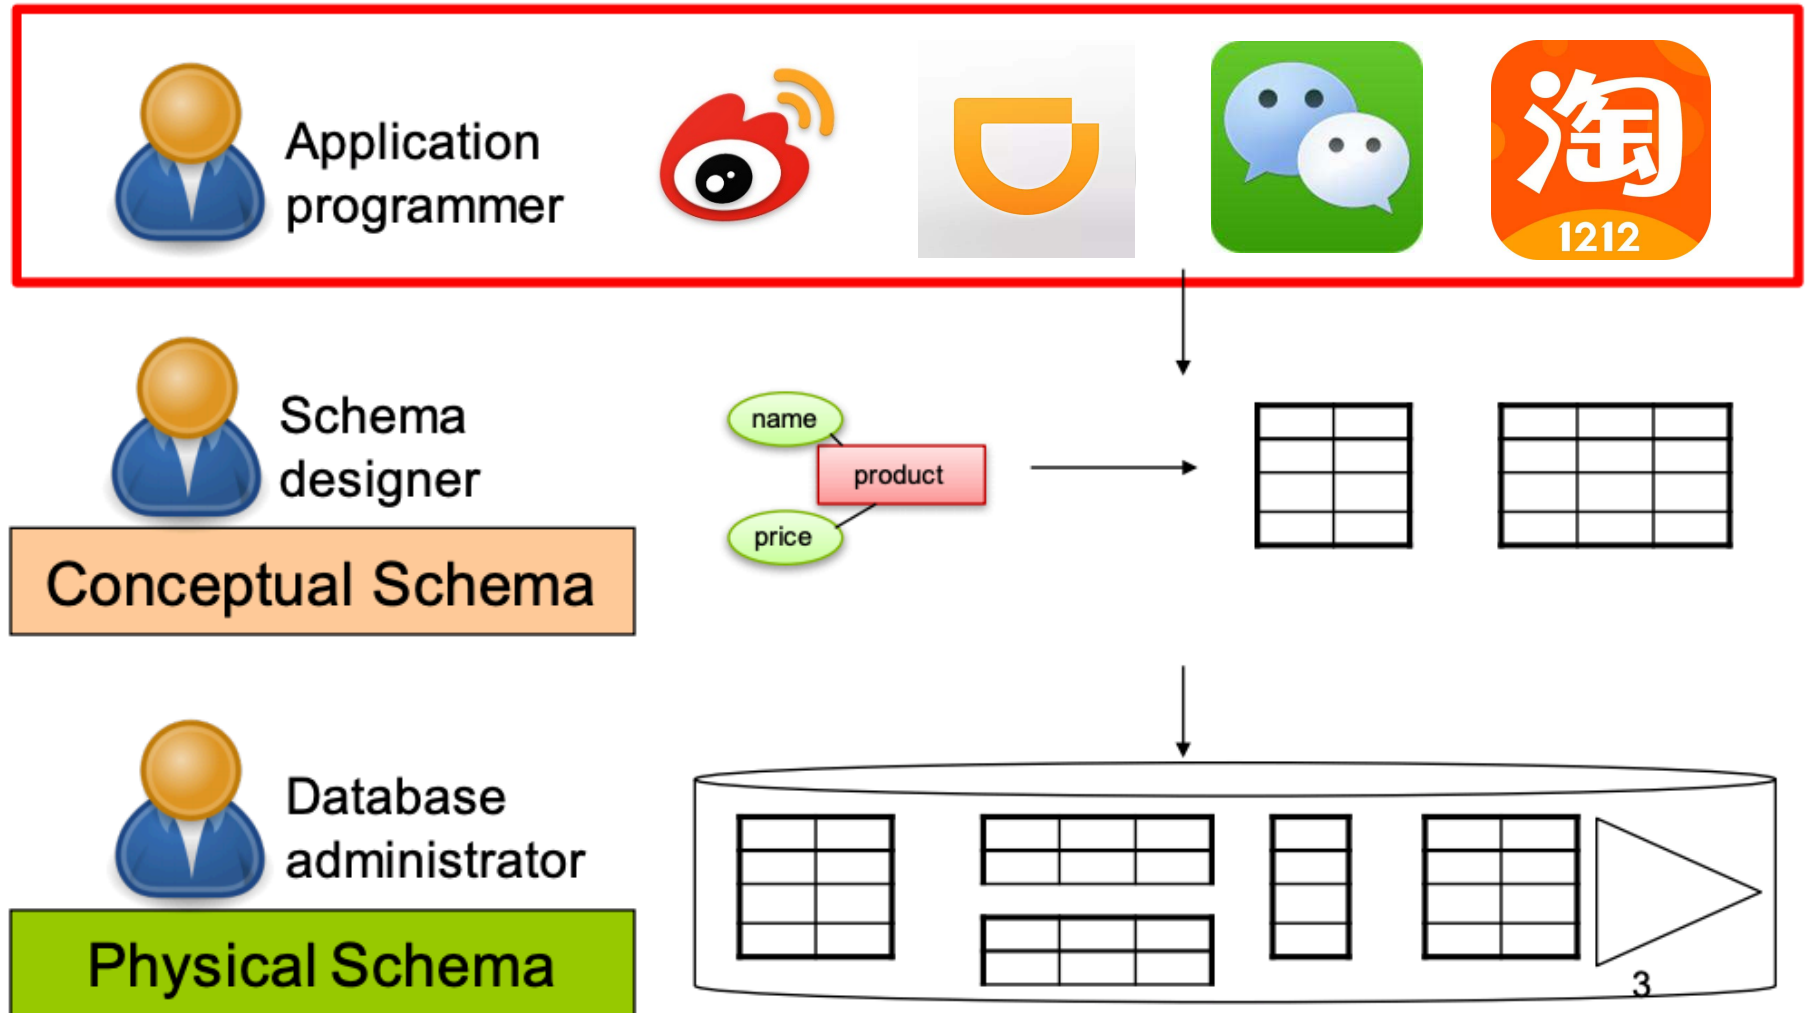 Application
programmer
淘
1212
Schema
designer
name
product
price
Conceptual Schema
Database
administrator
Physical Schema
3